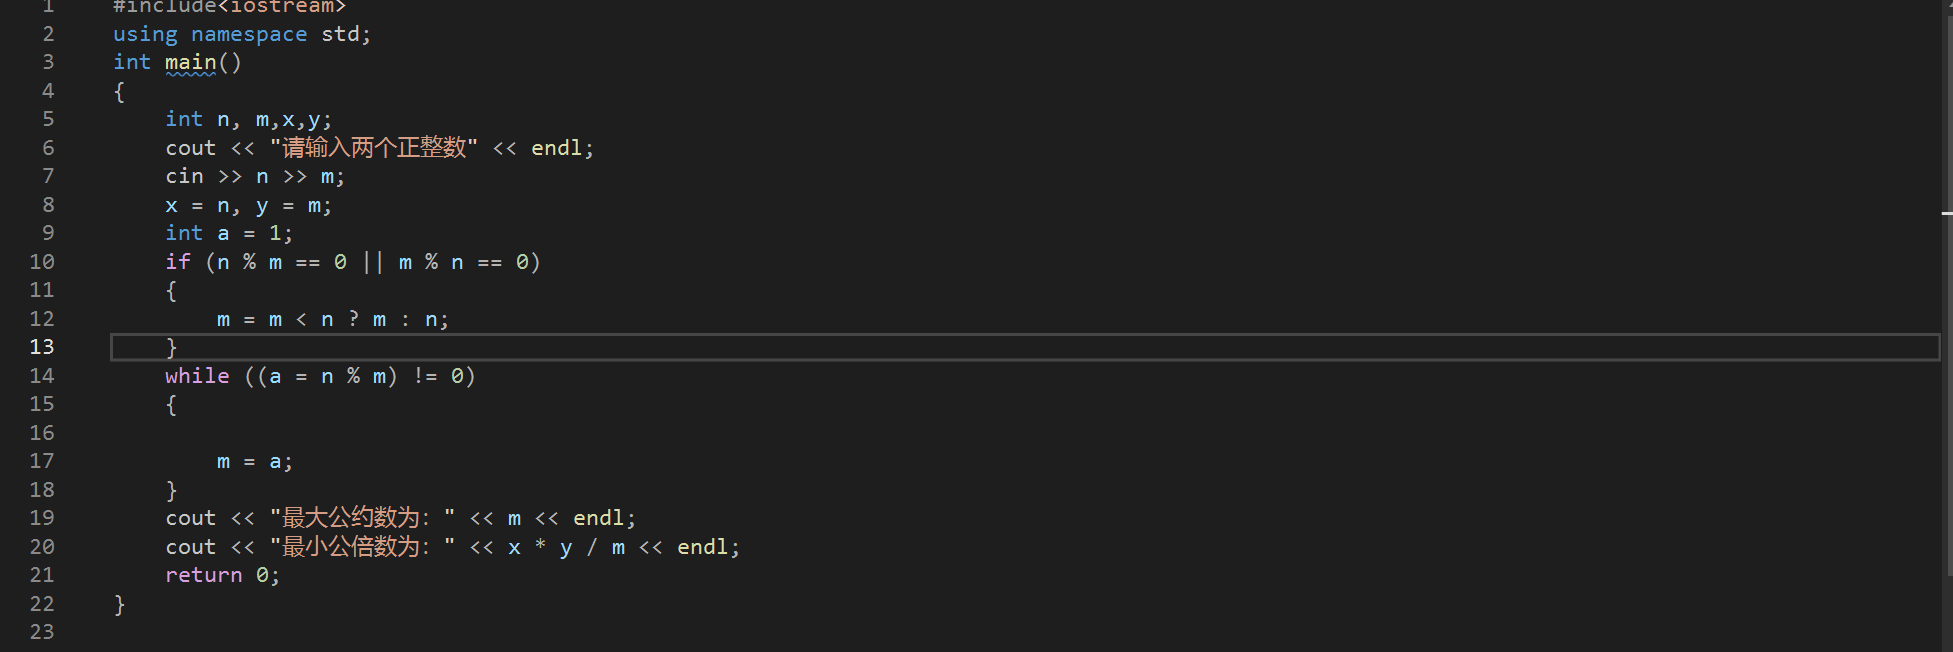 1 #include<iostream>
2 using namespace std;
3 int main()
4 {
5 int n, m,x,y;
6 cout << "请输入两个正整数" << endl;
7 cin >> n >> m;
8 x = n, y = m;
9 int a = 1;
10 if (n % m == 0 || m % n == 0)
11 {
12 m = m < n ? m : n;
13 }
14 while ((a = n % m) != 0)
15 {
16
17 m = a;
18 }
19 cout << "最大公约数为: " << m << endl;
20 cout << "最小公倍数为: " << x * y / m << endl;
21 return 0;
22 }
23